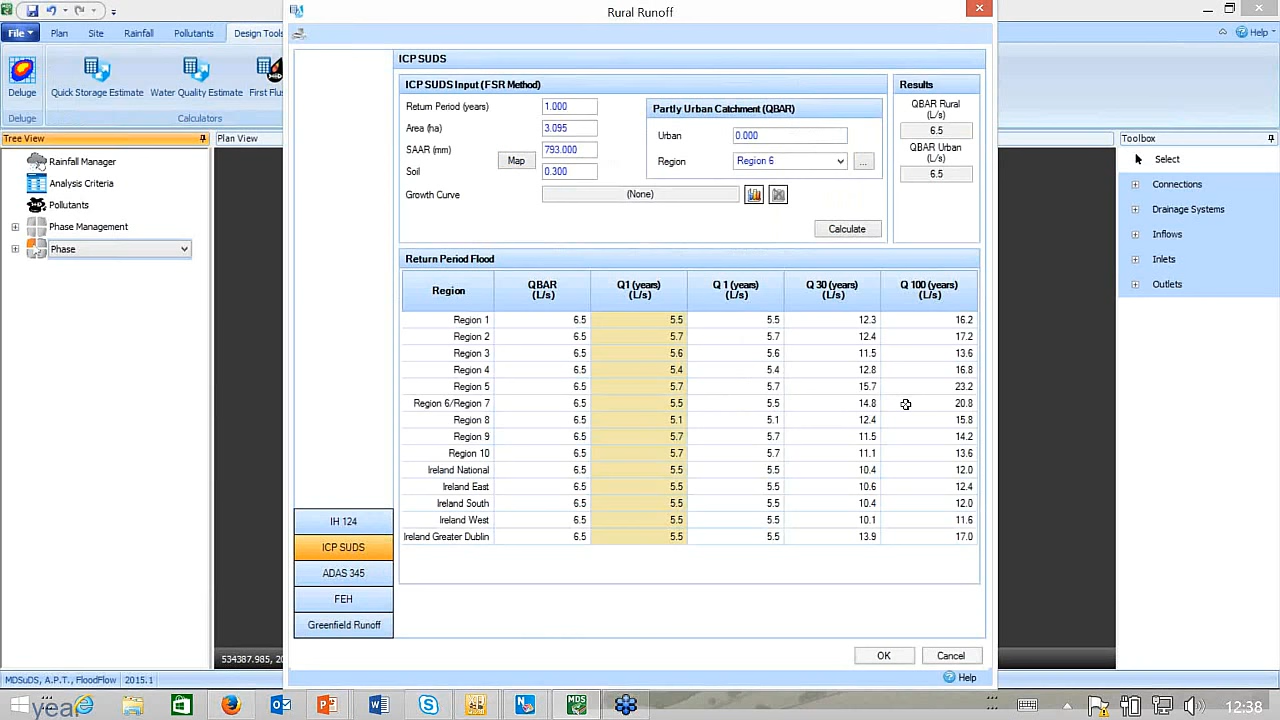 Rural Runoff
File Plan Site Rainfall Pollutants Design Tools Help
Deluge Quick Storage Estimate Water Quality Estimate First Flus
Deluge Calculators
Tree View Plan View Toolbox
Rainfall Manager
Analysis Criteria
Pollutants
Phase Management
Phase
ICP SUDS
ICP SUDS Input (FSR Method)
Return Period (years) 1.000
Area (ha) 3.095
SAAR (mm) 793.000
Map
Soil 0.300
Growth Curve (None)
Partly Urban Catchment (QBAR)
Urban 0.000
Region Region 6 ...
Calculate
Results
QBAR Rural
(L/s)
6.5
QBAR Urban
(L/s)
6.5
Return Period Flood
Region QBAR (L/s) Q1 (years) (L/s) Q 1 (years) (L/s) Q 30 (years) (L/s) Q 100 (years) (L/s)
Region 1 6.5 5.5 5.5 12.3 16.2
Region 2 6.5 5.7 5.7 12.4 17.2
Region 3 6.5 5.6 5.6 11.5 13.6
Region 4 6.5 5.4 5.4 12.8 16.8
Region 5 6.5 5.7 5.7 15.7 23.2
Region 6/Region 7 6.5 5.5 5.5 14.8 20.8
Region 8 6.5 5.1 5.1 12.4 15.8
Region 9 6.5 5.7 5.7 11.5 14.2
Region 10 6.5 5.7 5.7 11.1 13.6
Ireland National 6.5 5.5 5.5 10.4 12.0
Ireland East 6.5 5.5 5.5 10.6 12.4
Ireland South 6.5 5.5 5.5 10.4 12.0
Ireland West 6.5 5.5 5.5 10.1 11.6
Ireland Greater Dublin 6.5 5.5 5.5 13.9 17.0
IH 124
ICP SUDS
ADAS 345
FEH
Greenfield Runoff
OK Cancel
Help
Select
Connections
Drainage Systems
Inflows
Inlets
Outlets
534387.985, 20
MDSuDS, A.P.T., FloodFlow 2015.1
year
MDS
12:38